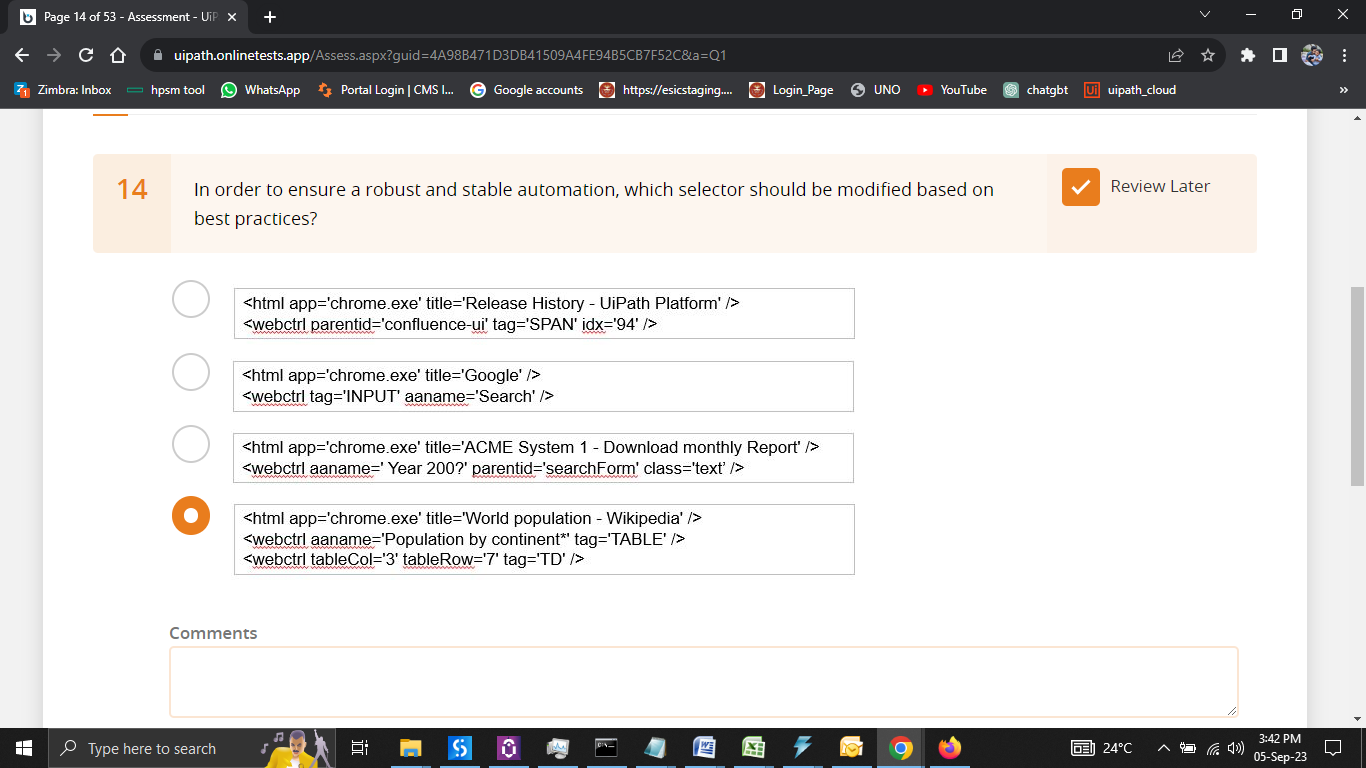 Page 14 of 53 - Assessment - UiP
uipath.onlinetests.app/Assess.aspx?guid=4A98B471D3DB41509A4FE94B5CB7F52C&a=Q1
Zimbra: Inbox hpsm tool WhatsApp Portal Login | CMS I... Google accounts https://esicstaging.... Login_Page UNO YouTube chatgbt Ui uipath_cloud »
14
In order to ensure a robust and stable automation, which selector should be modified based on
best practices?
Review Later
<html app='chrome.exe' title='Release History - UiPath Platform' />
<webctrl parentid='confluence-ui' tag='SPAN' idx='94' />
<html app='chrome.exe' title='Google' />
<webctrl tag='INPUT' aaname='Search' />
<html app='chrome.exe' title='ACME System 1 - Download monthly Report' />
<webctrl aaname=' Year 200?' parentid='searchForm' class='text’ />
<html app='chrome.exe' title='World population - Wikipedia' />
<webctrl aaname='Population by continent*' tag='TABLE' />
<webctrl tableCol='3' tableRow='7' tag='TD' />
Comments
Type here to search
24°C
3:42 PM
05-Sep-23